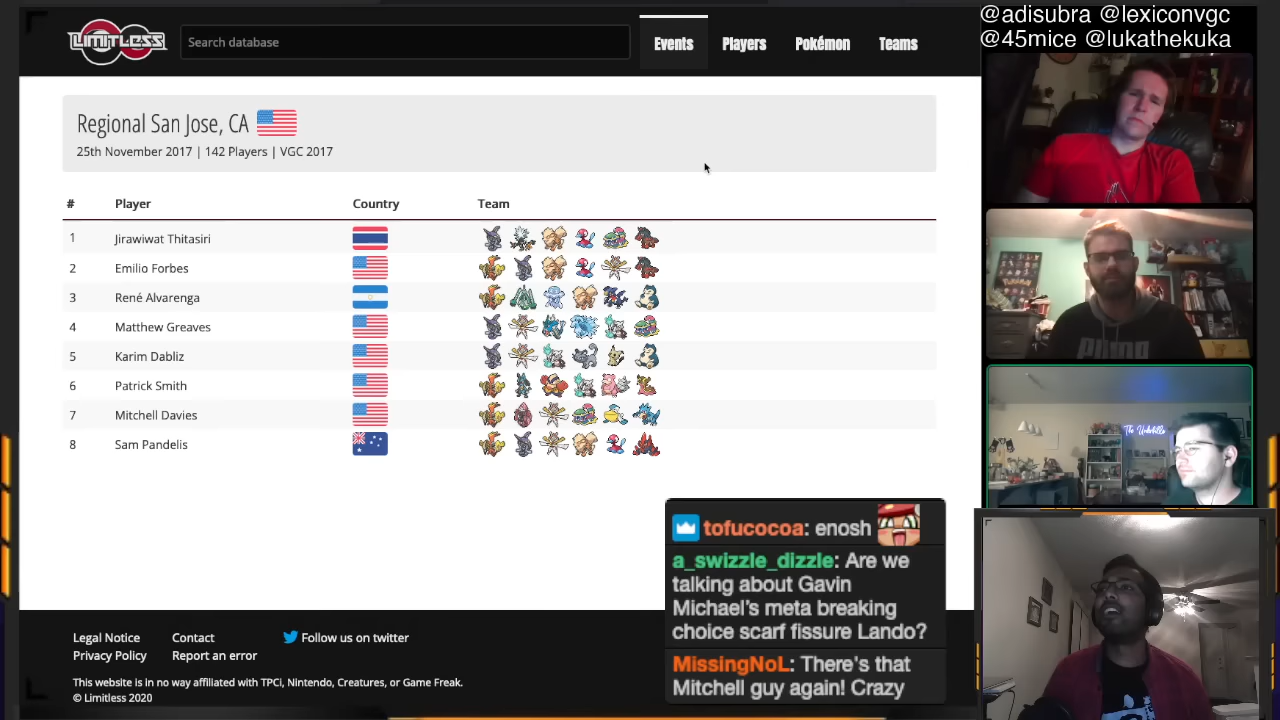 @adisubra @lexiconvgc
@45mice @lukathekuka
LIMITLESS
Search database
Events
Players
Pokémon
Teams
Regional San Jose, CA
25th November 2017 | 142 Players | VGC 2017
# Player Country Team
1 Jirawiwat Thitasiri
2 Emilio Forbes
3 René Alvarenga
4 Matthew Greaves
5 Karim Dabliz
6 Patrick Smith
7 Mitchell Davies
8 Sam Pandelis
tofucocoa: enosh
a_swizzle_dizzle: Are we
talking about Gavin
Michael's meta breaking
choice scarf fissure Lando?
MissingNoL: There's that
Mitchell guy again! Crazy
Legal Notice
Contact
Follow us on twitter
Privacy Policy
Report an error
This website is in no way affiliated with TPCi, Nintendo, Creatures, or Game Freak.
© Limitless 2020
PUMA